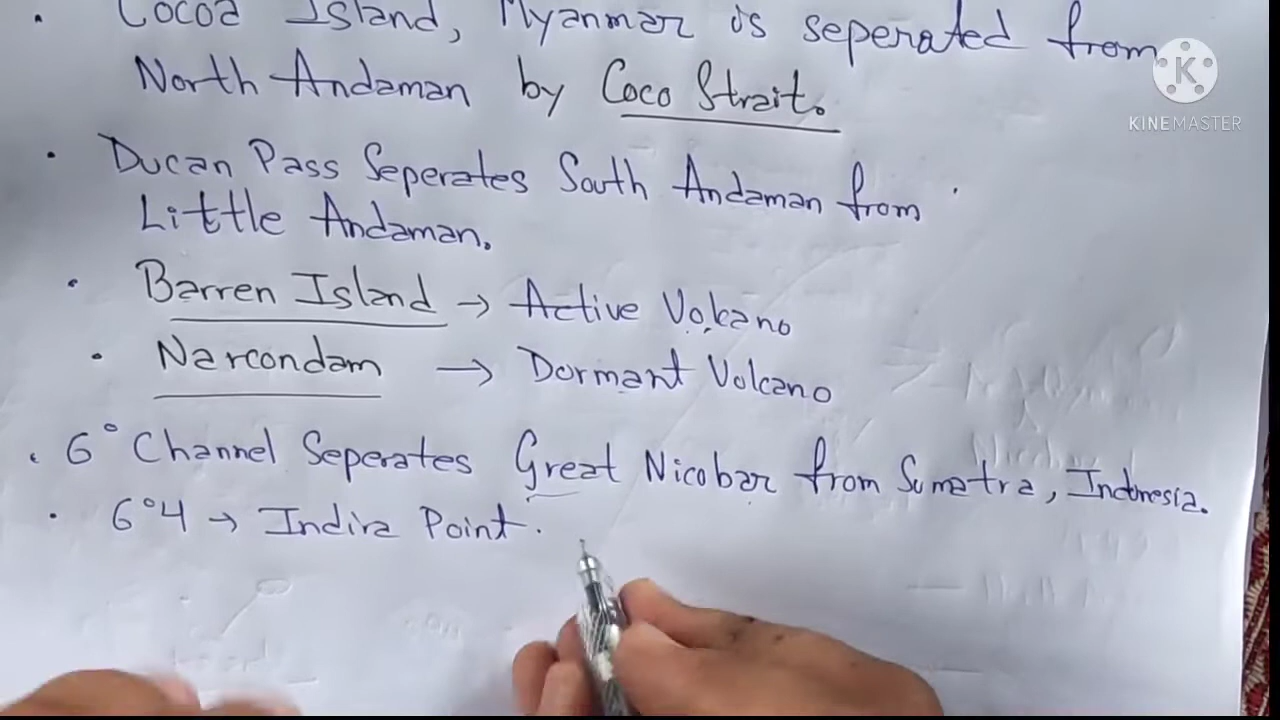 Cocoa Island, Myanmar is seperated from
North Andaman by Coco Strait.
K
KINEMASTER
Ducan Pass Seperates South Andaman from
Little Andaman.
Barren Island → Active Volcano
Narcondam → Dormant Volcano
6° Channel Seperates Great Nicobar from Sumatra, Indonesia.
6°4 → Indira Point.